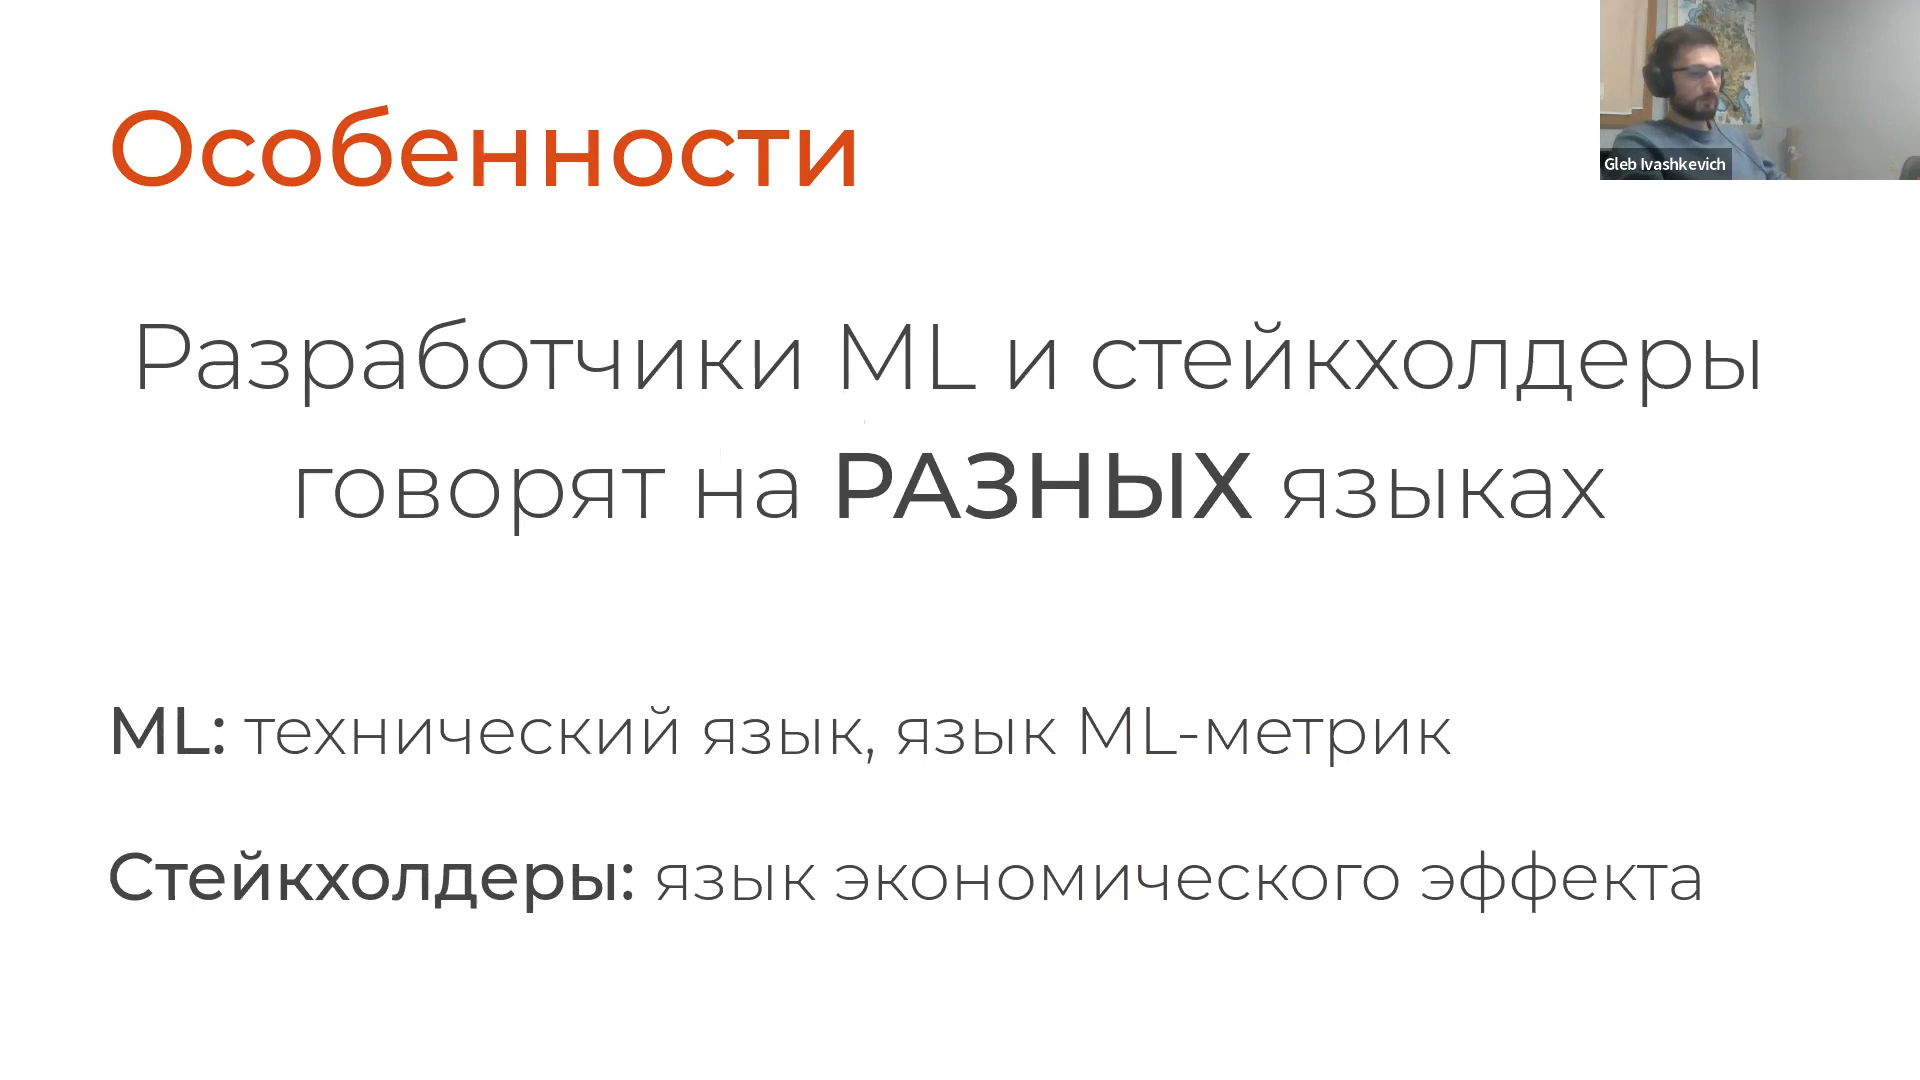 Особенности
Gleb Ivashkevich
Разработчики ML и стейкхолдеры
говорят на РАЗНЫХ языках
ML: технический язык, язык ML-метрик
Стейкхолдеры: язык экономического эффекта